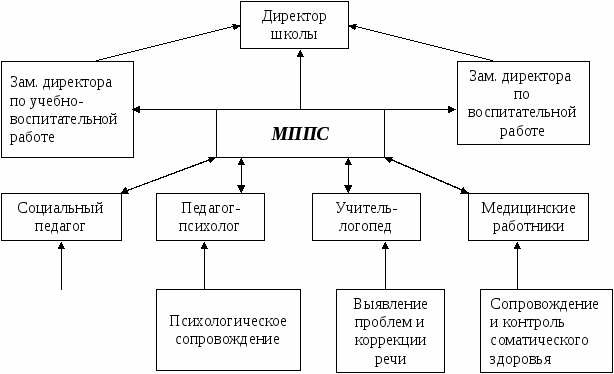 Директор
школы
Зам. директора
по учебно-
воспитательной
работе
Зам. директора
по
воспитательной
работе
МППС
Социальный
педагог
Педагог-
психолог
Учитель-
логопед
Медицинские
работники
Психологическое
сопровождение
Выявление
проблем и
коррекции
речи
Сопровождение
и контроль
соматического
здоровья